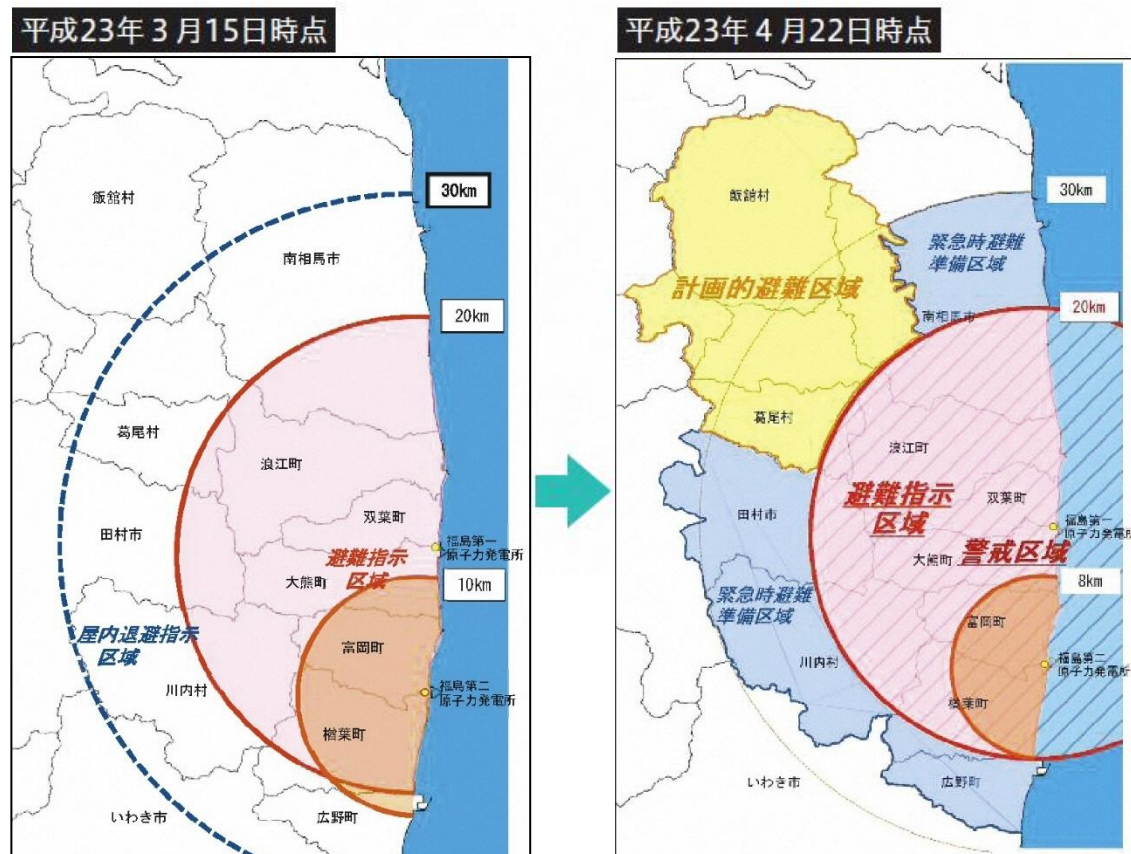 平成23年3月15日時点
30km
飯舘村
南相馬市
20km
葛尾村
浪江町
双葉町
田村市
福島第一
原子力発電所
避難指示
区域
大熊町
10km
屋内退避指示
区域
富岡町
川内村
福島第二
原子力発電所
楢葉町
いわき市
広野町
平成23年4月22日時点
30km
飯舘村
緊急時避難
準備区域
計画的避難区域
20km
南相馬市
葛尾村
浪江町
避難指示
区域
双葉町
田村市
福島第一
原子力発電所
警戒区域
大熊町
8km
緊急時避難
準備区域
富岡町
川内村
福島第二
原子力発電所
楢葉町
いわき市
広野町